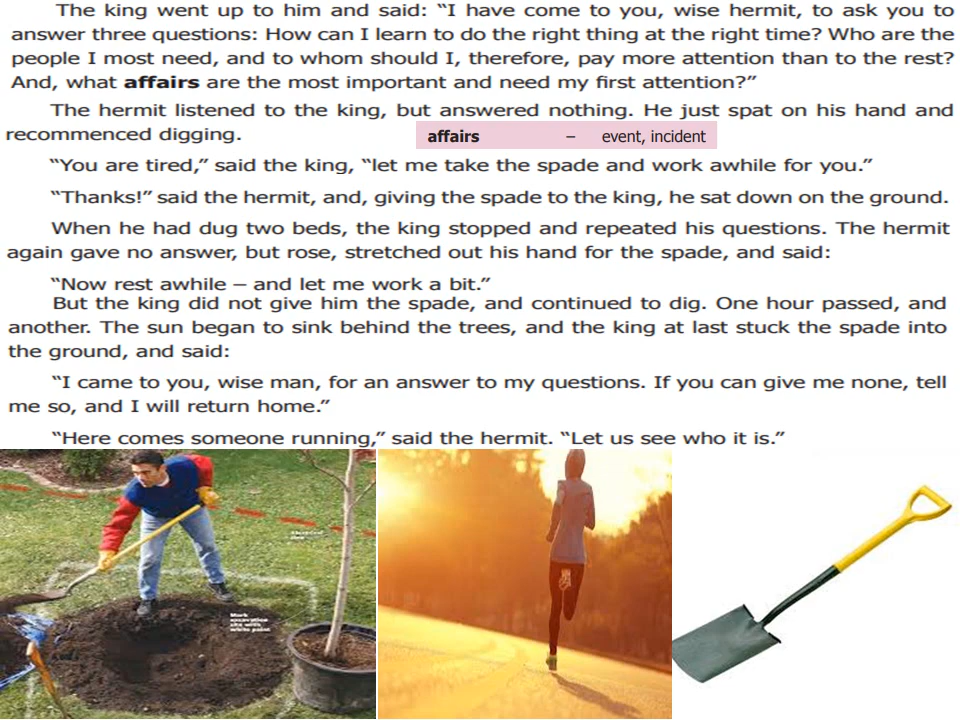 The king went up to him and said: “I have come to you, wise hermit, to ask you to
answer three questions: How can I learn to do the right thing at the right time? Who are the
people I most need, and to whom should I, therefore, pay more attention than to the rest?
And, what affairs are the most important and need my first attention?”
The hermit listened to the king, but answered nothing. He just spat on his hand and
recommenced digging.
affairs – event, incident
“You are tired,” said the king, “let me take the spade and work awhile for you.”
“Thanks!” said the hermit, and, giving the spade to the king, he sat down on the ground.
When he had dug two beds, the king stopped and repeated his questions. The hermit
again gave no answer, but rose, stretched out his hand for the spade, and said:
“Now rest awhile – and let me work a bit.”
But the king did not give him the spade, and continued to dig. One hour passed, and
another. The sun began to sink behind the trees, and the king at last stuck the spade into
the ground, and said:
“I came to you, wise man, for an answer to my questions. If you can give me none, tell
me so, and I will return home.”
“Here comes someone running,” said the hermit. “Let us see who it is.”
Mark
excavation
site with
white paint